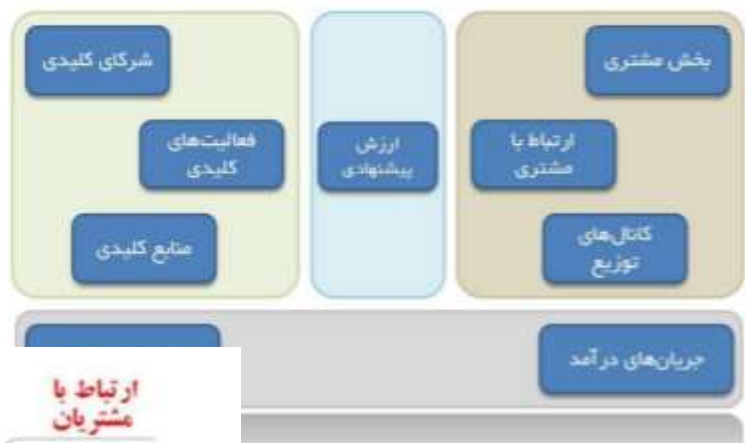 بخش مشتری
ارتباط با
مشتری
کانال‌های
توزیع
ارزش
پیشنهادی
شرکای کلیدی
فعالیت‌های
کلیدی
منابع کلیدی
جریان‌های درآمد
ارتباط با
مشتریان